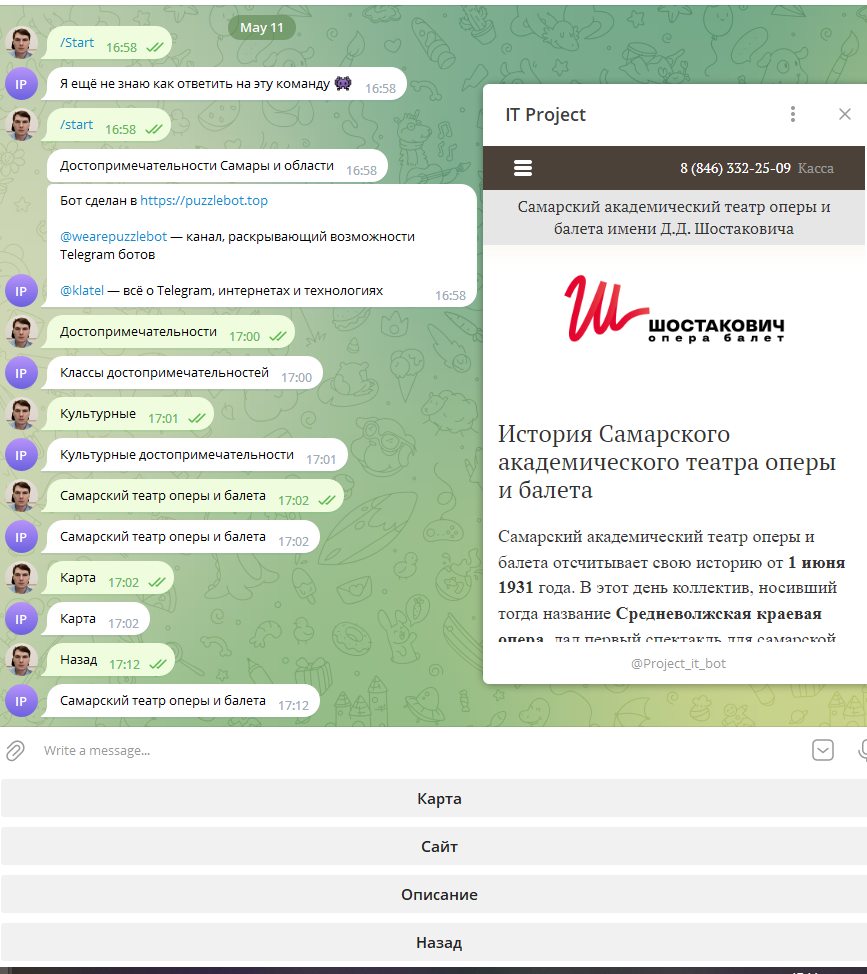 May 11
/Start 16:58
IP
Я ещё не знаю как ответить на эту команду 👾 16:58
/start 16:58
Достопримечательности Самары и области 16:58
Бот сделан в https://puzzlebot.top
@wearepuzzlebot — канал, раскрывающий возможности
Telegram ботов
@klatel — всё о Telegram, интернетах и технологиях 16:58
IP
Достопримечательности 17:00
IP
Классы достопримечательностей 17:00
Культурные 17:01
IP
Культурные достопримечательности 17:01
Самарский театр оперы и балета 17:02
IP
Самарский театр оперы и балета 17:02
Карта 17:02
IP
Карта 17:02
Назад 17:12
IP
Самарский театр оперы и балета 17:12
IT Project
8 (846) 332-25-09 Касса
Самарский академический театр оперы и
балета имени Д.Д. Шостаковича
Ш
ШОСТАКОВИЧ
опера балет
История Самарского
академического театра оперы
и балета
Самарский академический театр оперы и
балета отсчитывает свою историю от 1 июня
1931 года. В этот день коллектив, носивший
тогда название Средневолжская краевая
опера, дал первый спектакль для самарской
@Project_it_bot
Write a message...
Карта
Сайт
Описание
Назад